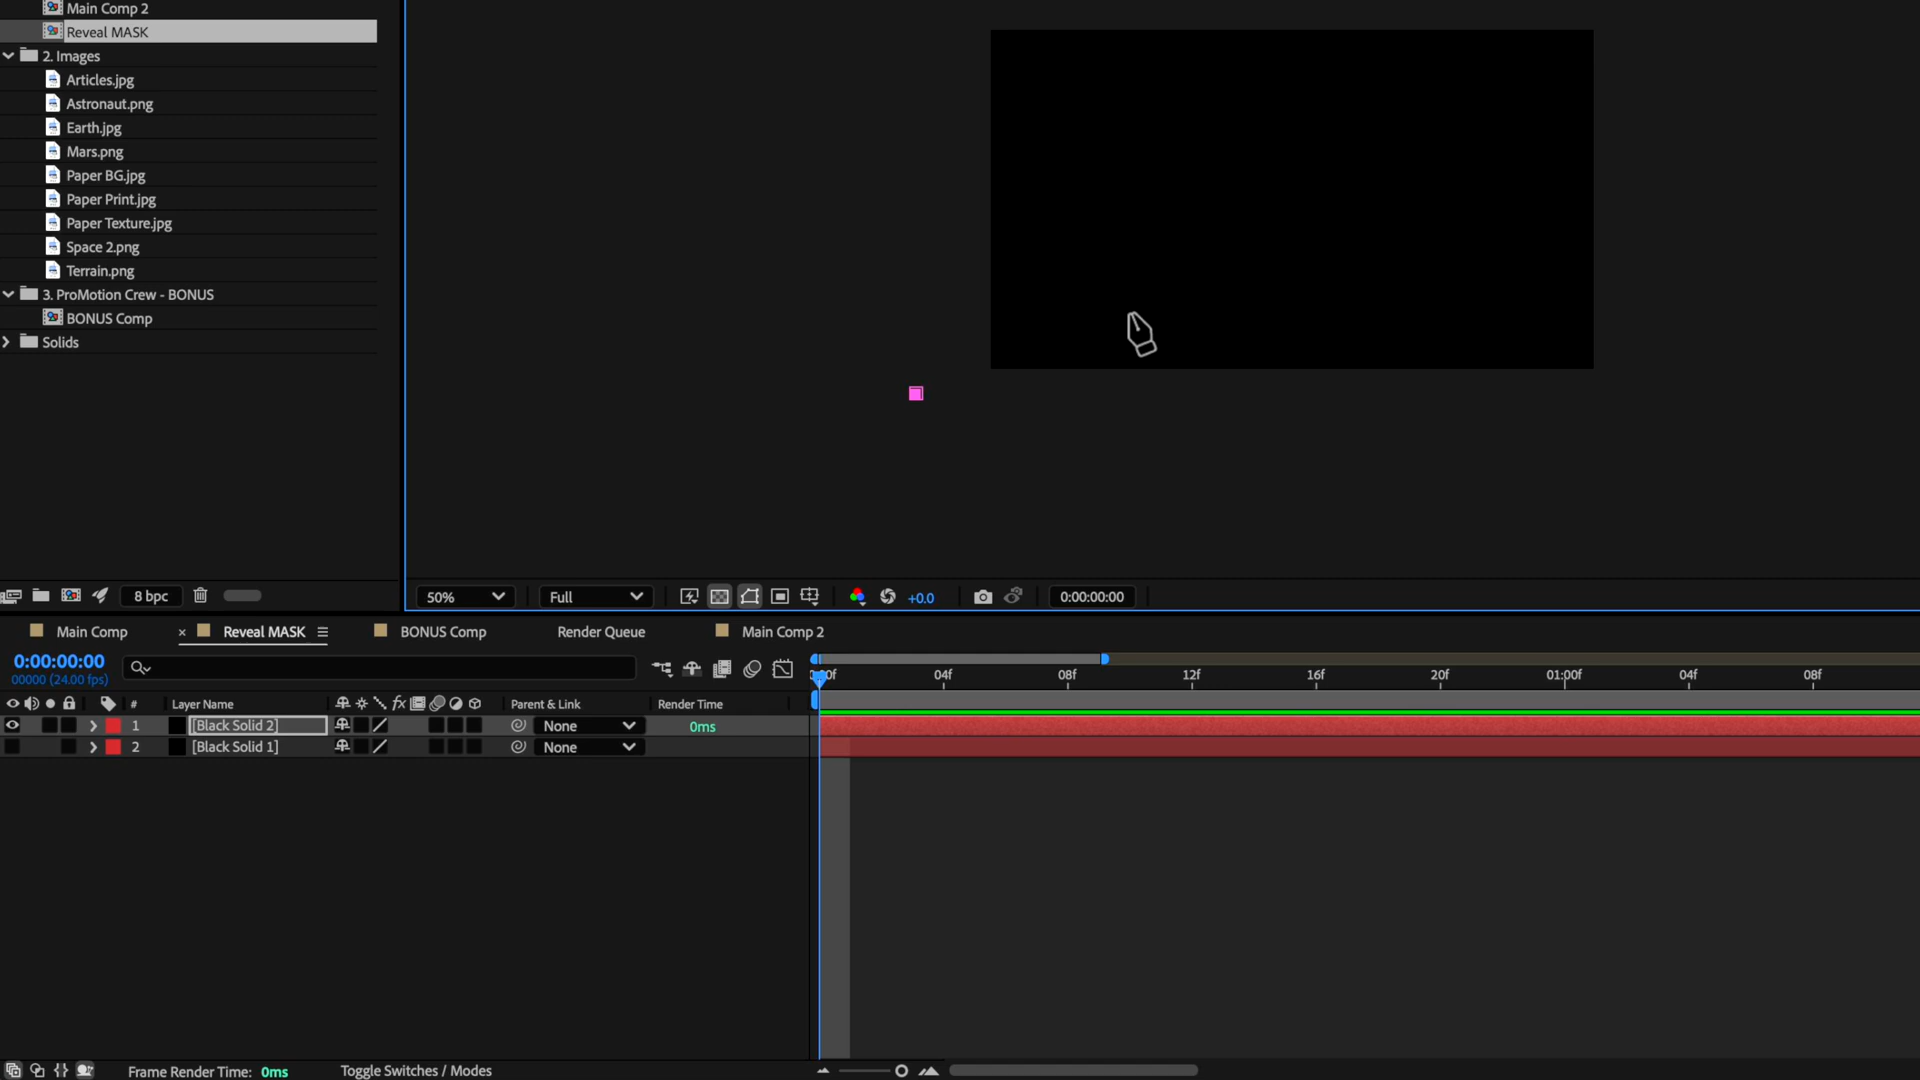 Main Comp 2
Reveal MASK
2. Images
Articles.jpg
Astronaut.png
Earth.jpg
Mars.png
Paper BG.jpg
Paper Print.jpg
Paper Texture.jpg
Space 2.png
Terrain.png
3. ProMotion Crew - BONUS
BONUS Comp
Solids
8 bpc
50%
Full
+0.0
0:00:00:00
Main Comp
× Reveal MASK
BONUS Comp
Render Queue
Main Comp 2
0:00:00:00
00000 (24.00 fps)
04f
08f
12f
16f
20f
01:00f
04f
08f
# Layer Name
fx
Parent & Link
Render Time
1 [Black Solid 2] None 0ms
2 [Black Solid 1] None
Frame Render Time: 0ms
Toggle Switches / Modes